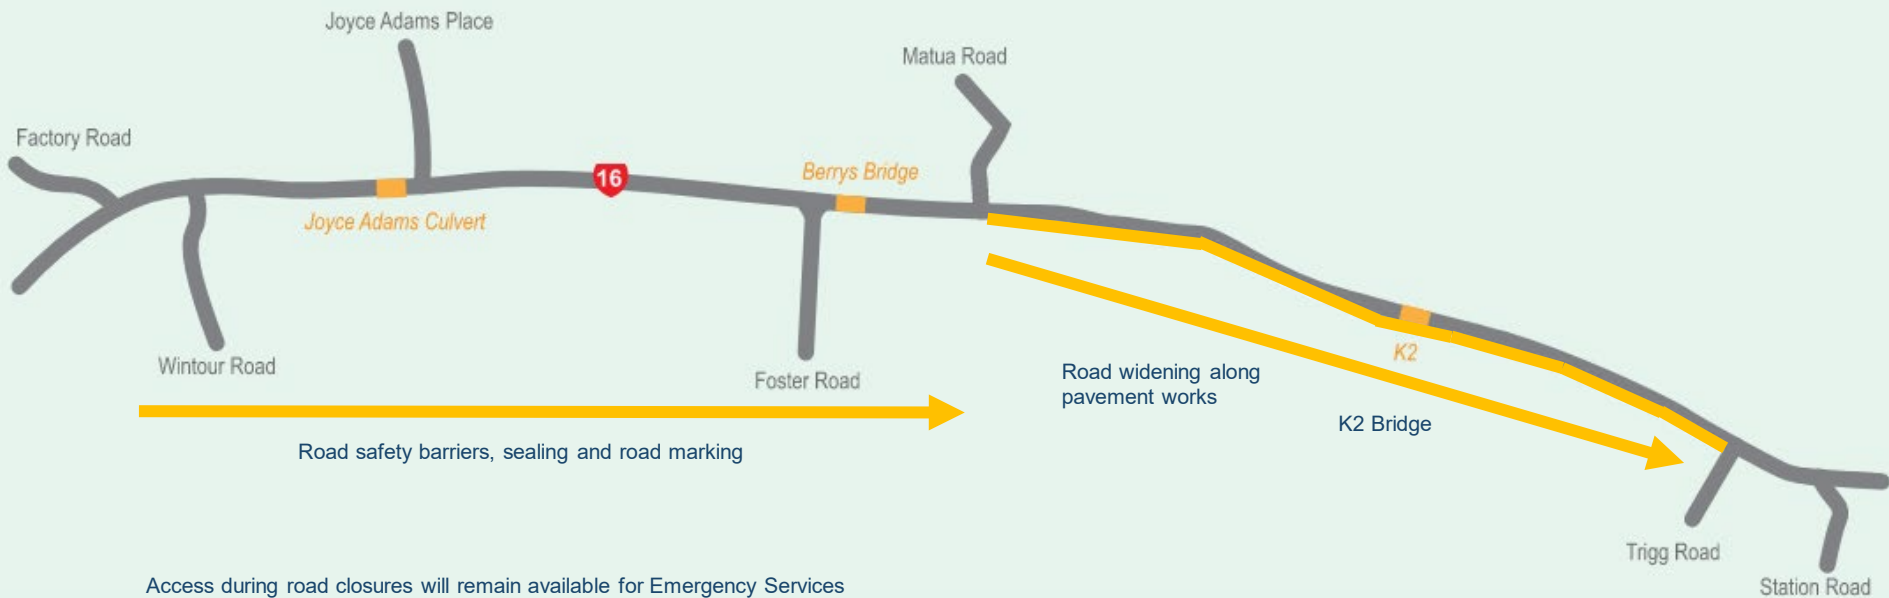 Joyce Adams Place
Matua Road
Factory Road
16
Berrys Bridge
Joyce Adams Culvert
K2
Wintour Road
Foster Road
Road widening along
pavement works
K2 Bridge
Road safety barriers, sealing and road marking
Trigg Road
Station Road
Access during road closures will remain available for Emergency Services